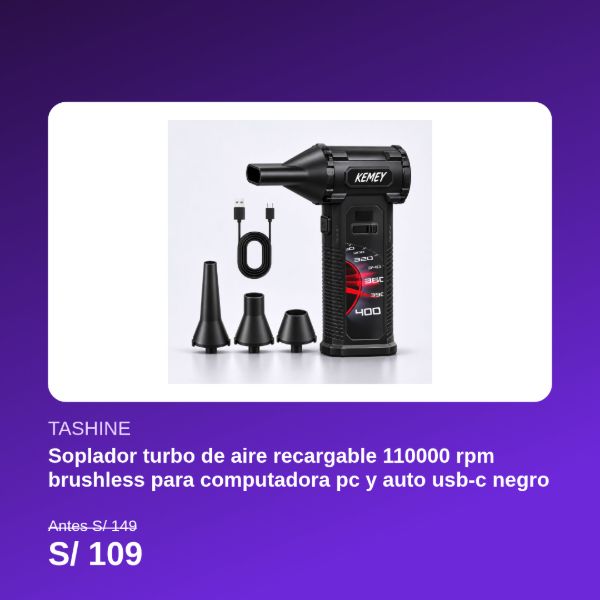 KEMEY
320
340
360
400
TASHINE
Soplador turbo de aire recargable 110000 rpm
brushless para computadora pc y auto usb-c negro
Antes S/ 149
S/ 109